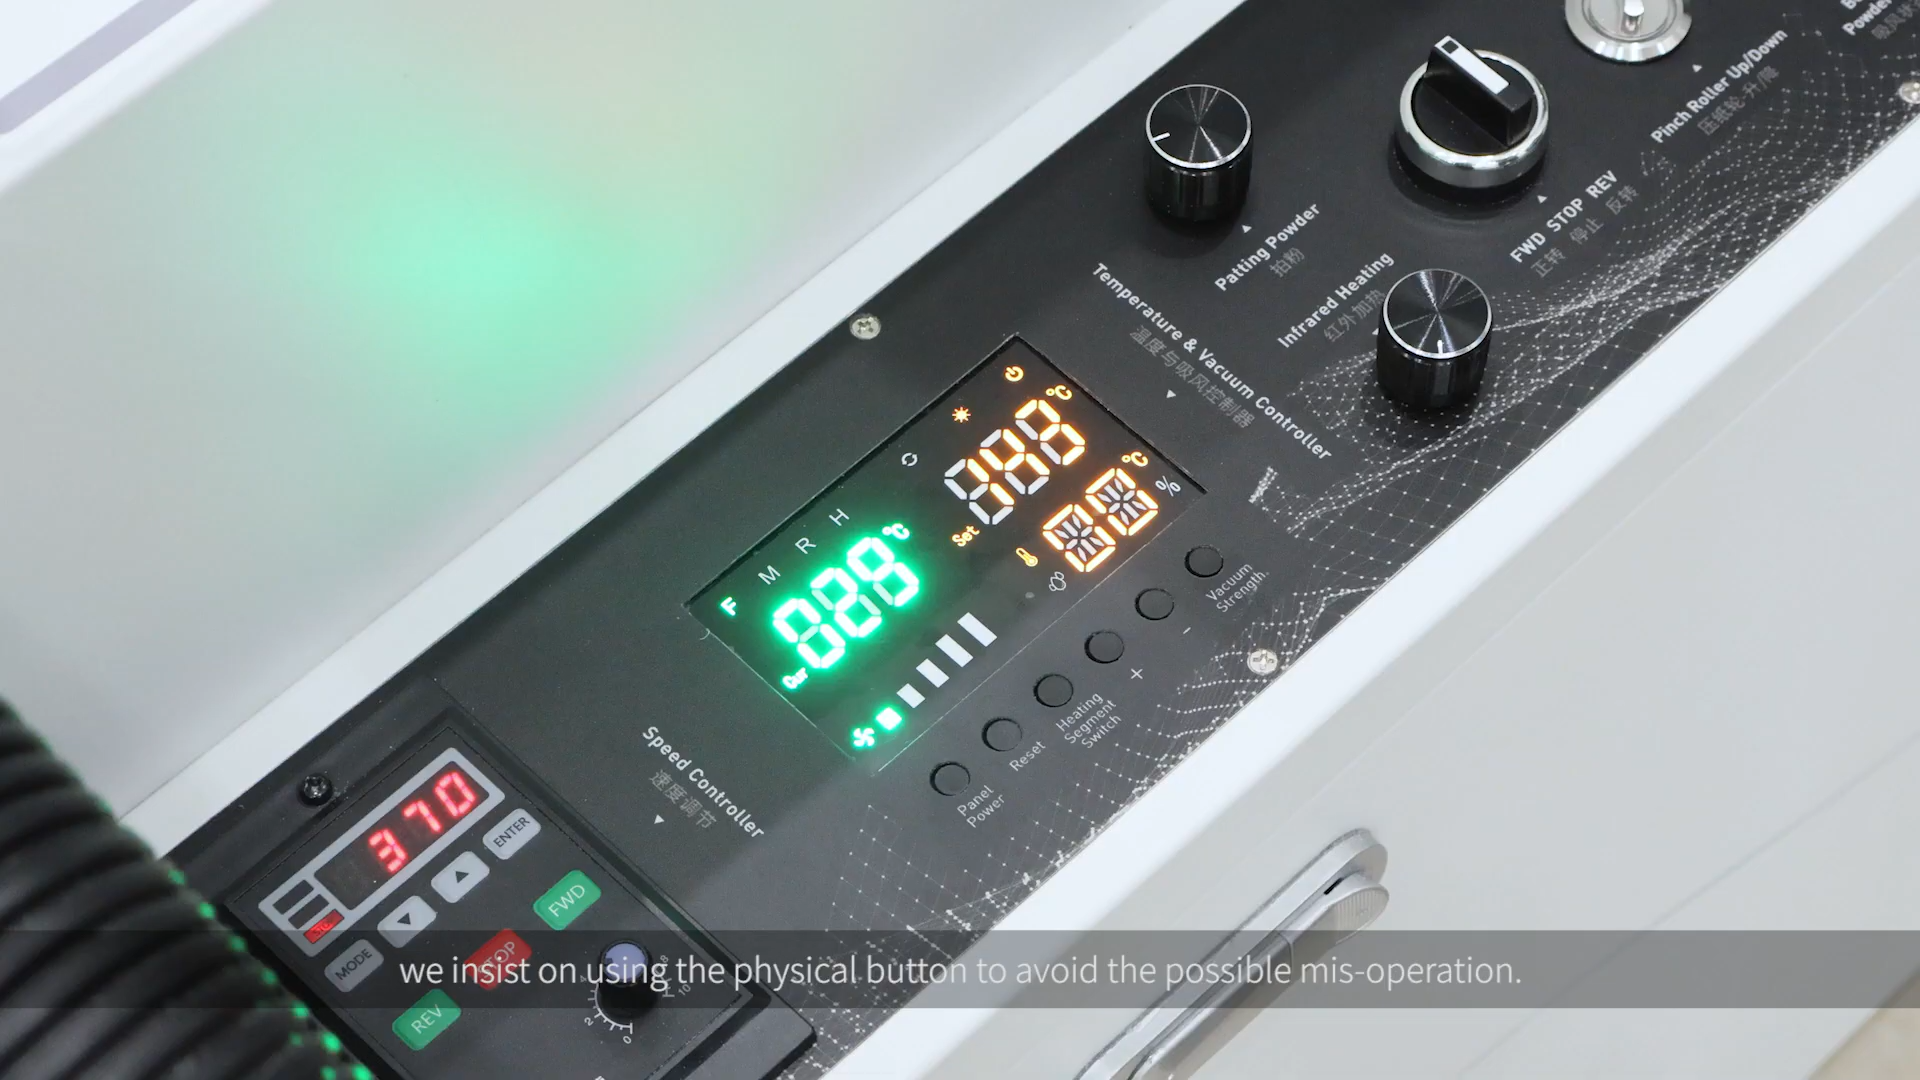 Pinch Roller Up/Down
压纸轮-升/降
FWD STOP REV
正转 停止 反转
Patting Powder
拍粉
Infrared Heating
红外加热
Temperature & Vacuum Controller
温度与吸风控制器
°C
°C
%
Set
H
R
M
F
°C
Cur
Vacuum
Strength
-
+
Heating
Segment
Switch
Reset
Panel
Power
Speed Controller
速度调节
370
ENTER
MODE
FWD
STOP
REV
we insist on using the physical button to avoid the possible mis-operation.